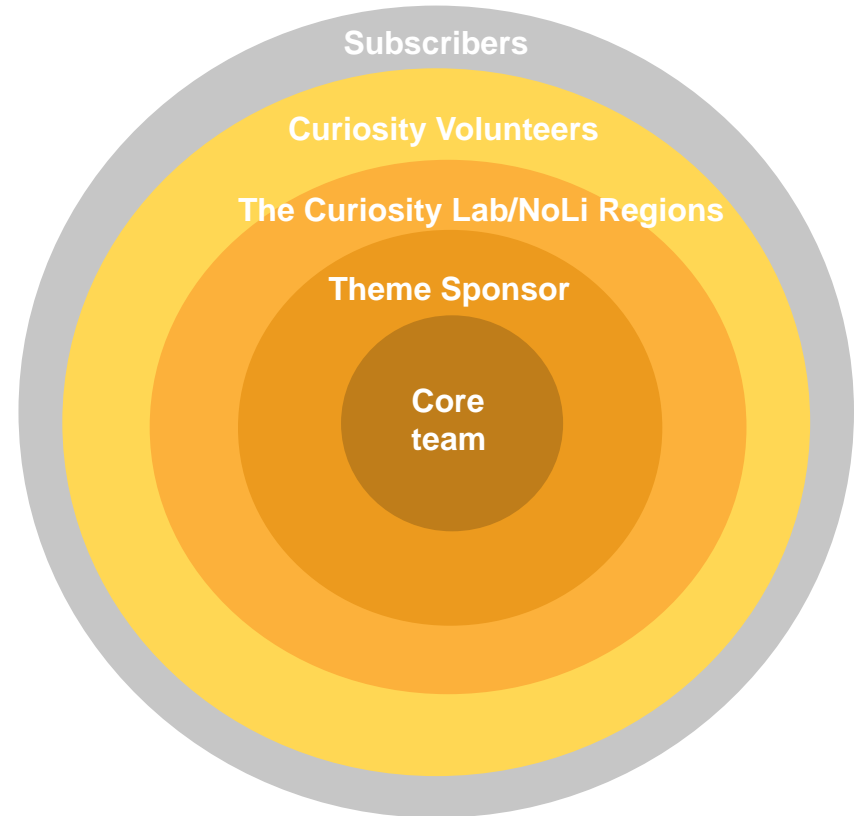 Subscribers
Curiosity Volunteers
The Curiosity Lab/NoLi Regions
Theme Sponsor
Core
team